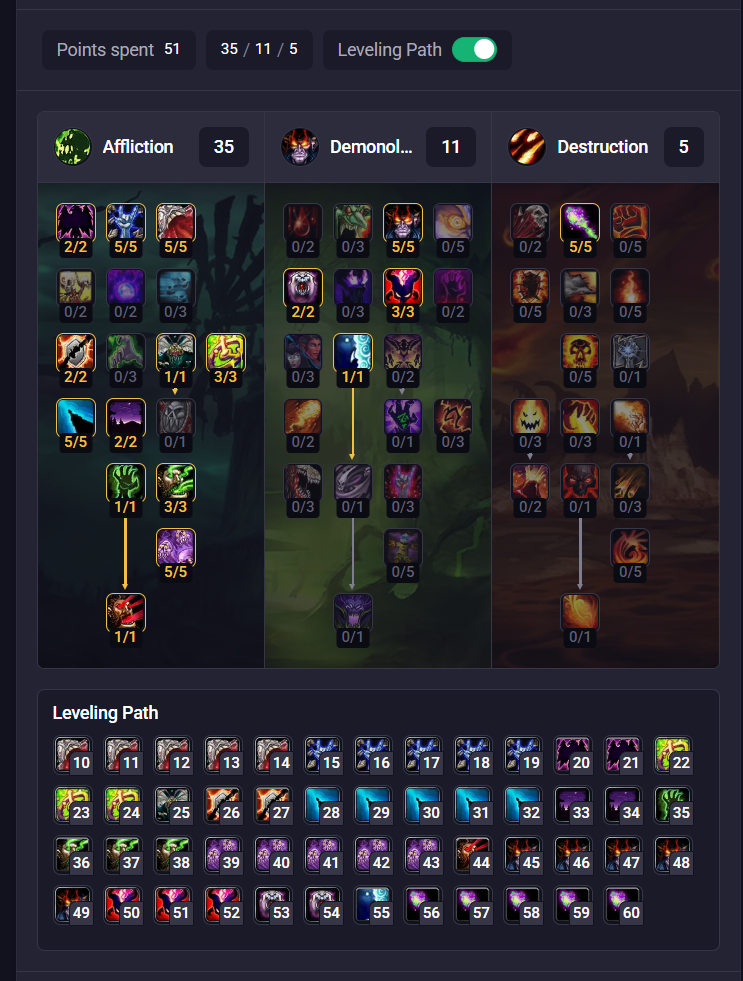 Points spent 51 35 / 11 / 5 Leveling Path
Affliction 35 Demonol... 11 Destruction 5
2/2 5/5 5/5 0/2 0/3 5/5 0/5 0/2 5/5 0/5
0/2 0/2 0/3 2/2 0/3 3/3 0/2 0/5 0/3 0/5
2/2 0/3 1/1 3/3 0/3 1/1 0/2 0/5 0/1
5/5 2/2 0/1 0/2 0/1 0/3 0/3 0/3 0/1
1/1 3/3 0/3 0/1 0/3 0/2 0/1 0/3
5/5 0/5 0/5
1/1 0/1 0/1
Leveling Path
10 11 12 13 14 15 16 17 18 19 20 21 22
23 24 25 26 27 28 29 30 31 32 33 34 35
36 37 38 39 40 41 42 43 44 45 46 47 48
49 50 51 52 53 54 55 56 57 58 59 60